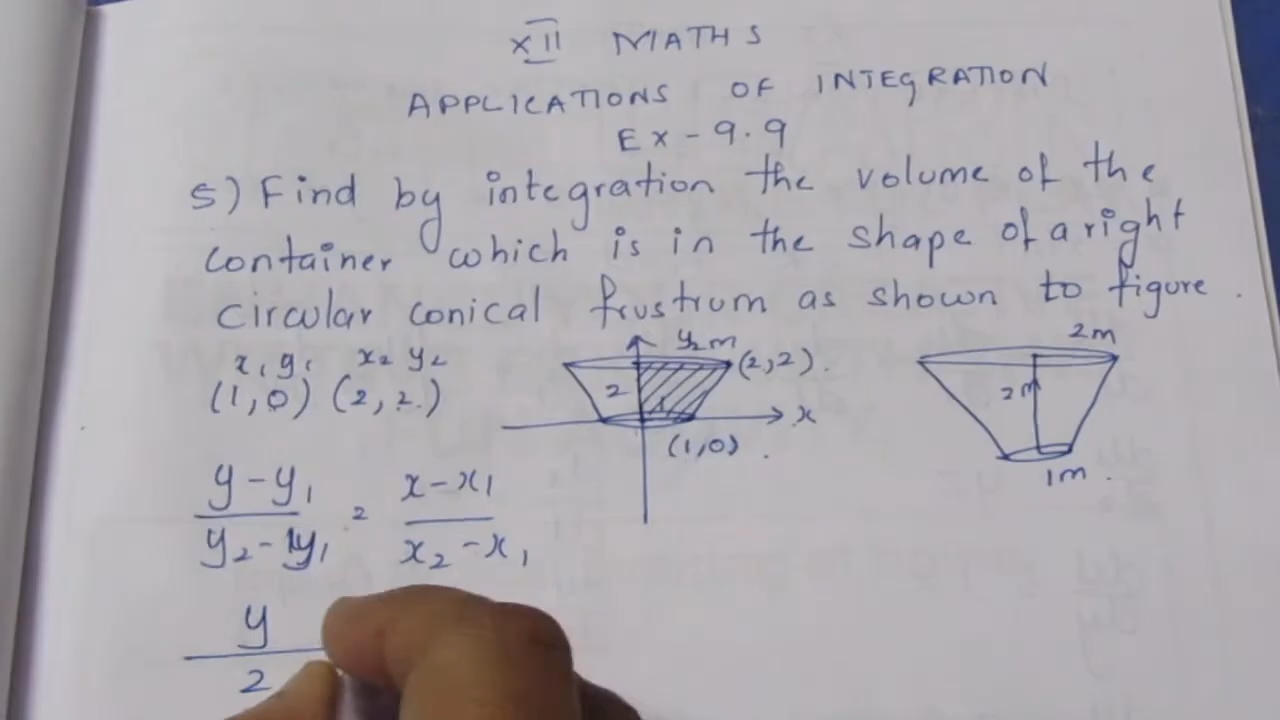 XII MATHS
APPLICATIONS OF INTEGRATION
Ex - 9.9
5) Find by integration the volume of the
container which is in the shape of a right
circular conical frustrum as shown to figure.
x₁ y₁ x₂ y₂
(1,0) (2,2)
y 2m
(2,2).
2
1
x
(1,0).
2m
2m
1m.
y-y₁ = x-x₁
y₂-y₁ x₂-x₁
y
2